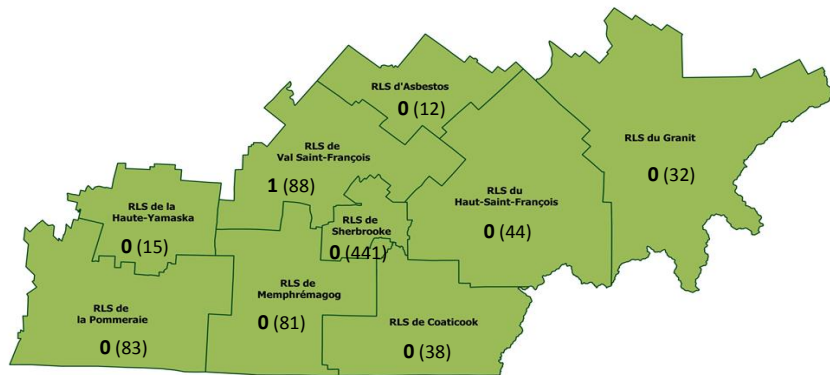 RLS d'Asbestos
0 (12)
RLS du Granit
0 (32)
RLS de
Val Saint-François
1 (88)
RLS du
Haut-Saint-François
0 (44)
RLS de la
Haute-Yamaska
0 (15)
RLS de
Sherbrooke
0 (441)
RLS de
Memphrémagog
0 (81)
RLS de
la Pommeraie
0 (83)
RLS de Coaticook
0 (38)